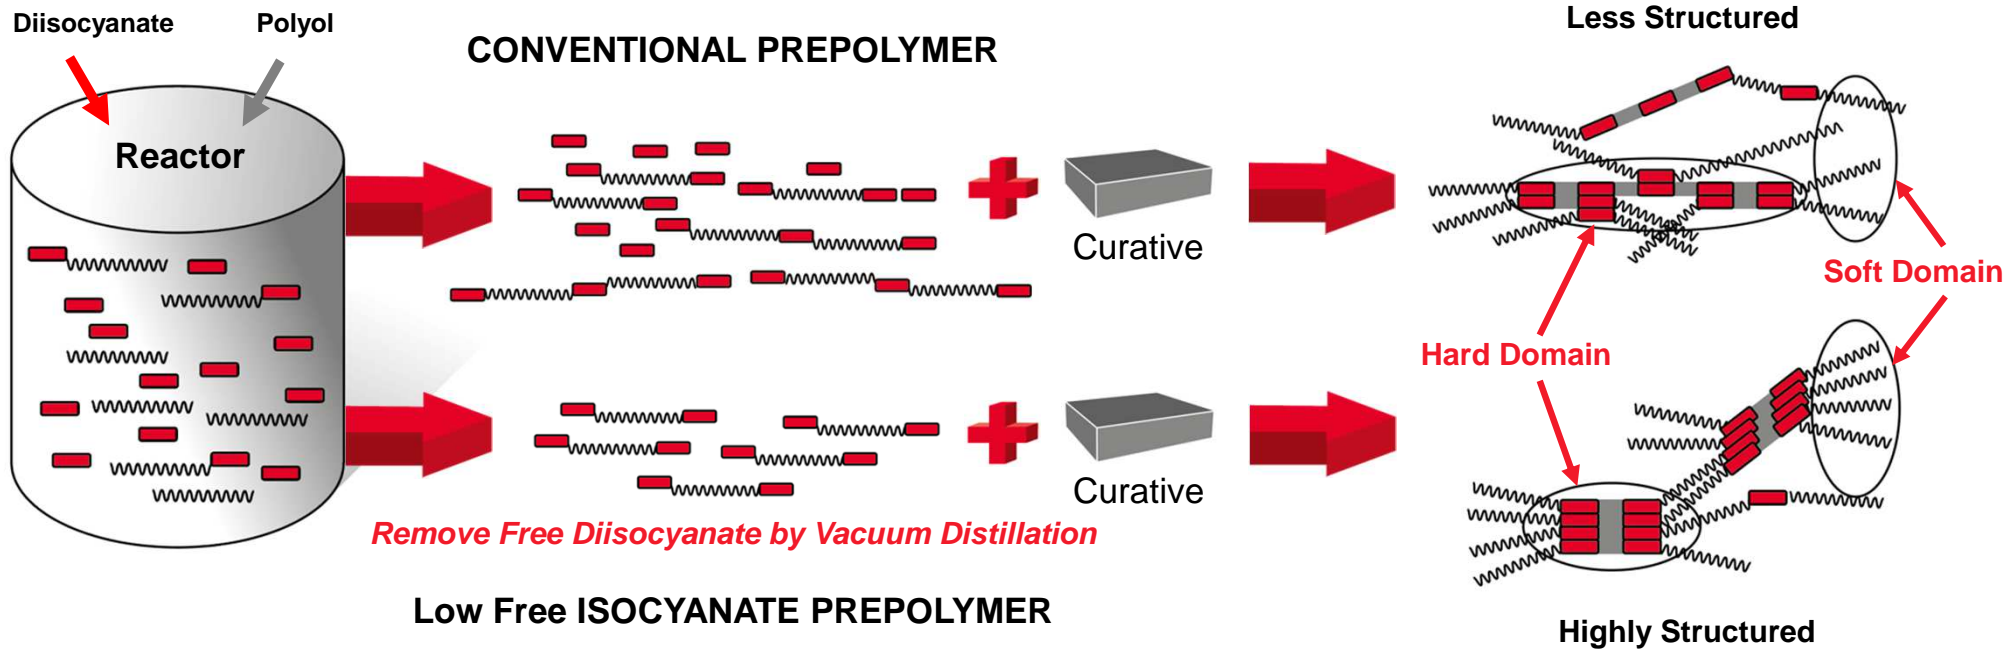 Diisocyanate
Polyol
CONVENTIONAL PREPOLYMER
Less Structured
Reactor
Curative
Soft Domain
Hard Domain
Curative
Remove Free Diisocyanate by Vacuum Distillation
Low Free ISOCYANATE PREPOLYMER
Highly Structured